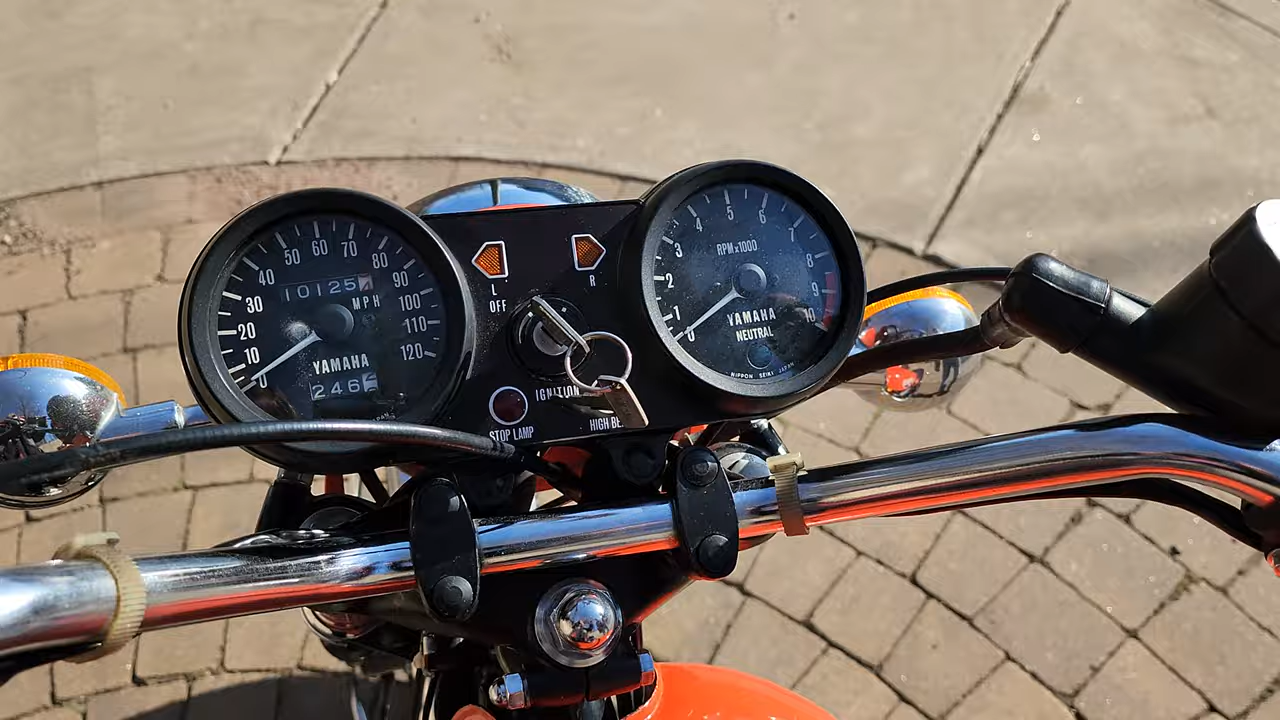 10 20 30 40 50 60 70 80 90 100 110 120
0
10125
MPH
YAMAHA
246
L
OFF
R
IGNITION
STOP LAMP
HIGH BE
0 1 2 3 4 5 6 7 8 9 10
RPM x 1000
YAMAHA
NEUTRAL
NIPPON SEIKI JAPAN